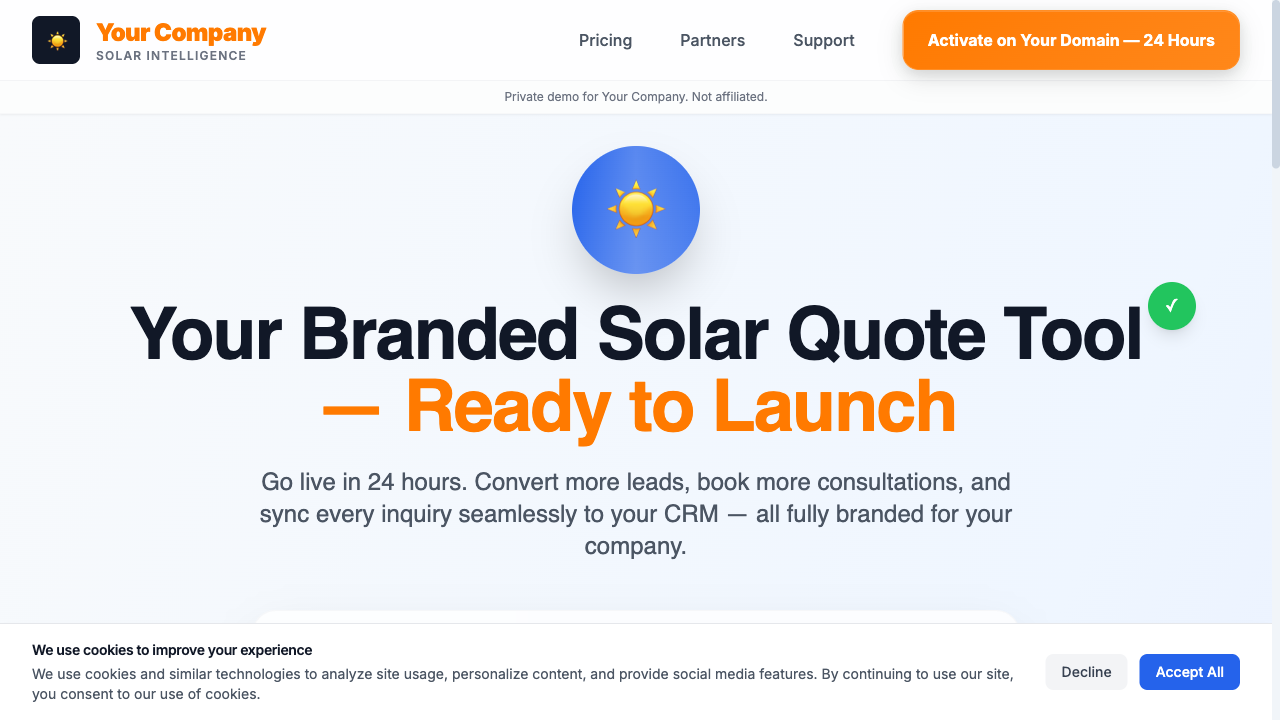 Your Company
SOLAR INTELLIGENCE
Pricing
Partners
Support
Activate on Your Domain — 24 Hours
Private demo for Your Company. Not affiliated.
Your Branded Solar Quote Tool
— Ready to Launch
Go live in 24 hours. Convert more leads, book more consultations, and
sync every inquiry seamlessly to your CRM — all fully branded for your
company.
We use cookies to improve your experience
We use cookies and similar technologies to analyze site usage, personalize content, and provide social media features. By continuing to use our site,
you consent to our use of cookies.
Decline
Accept All